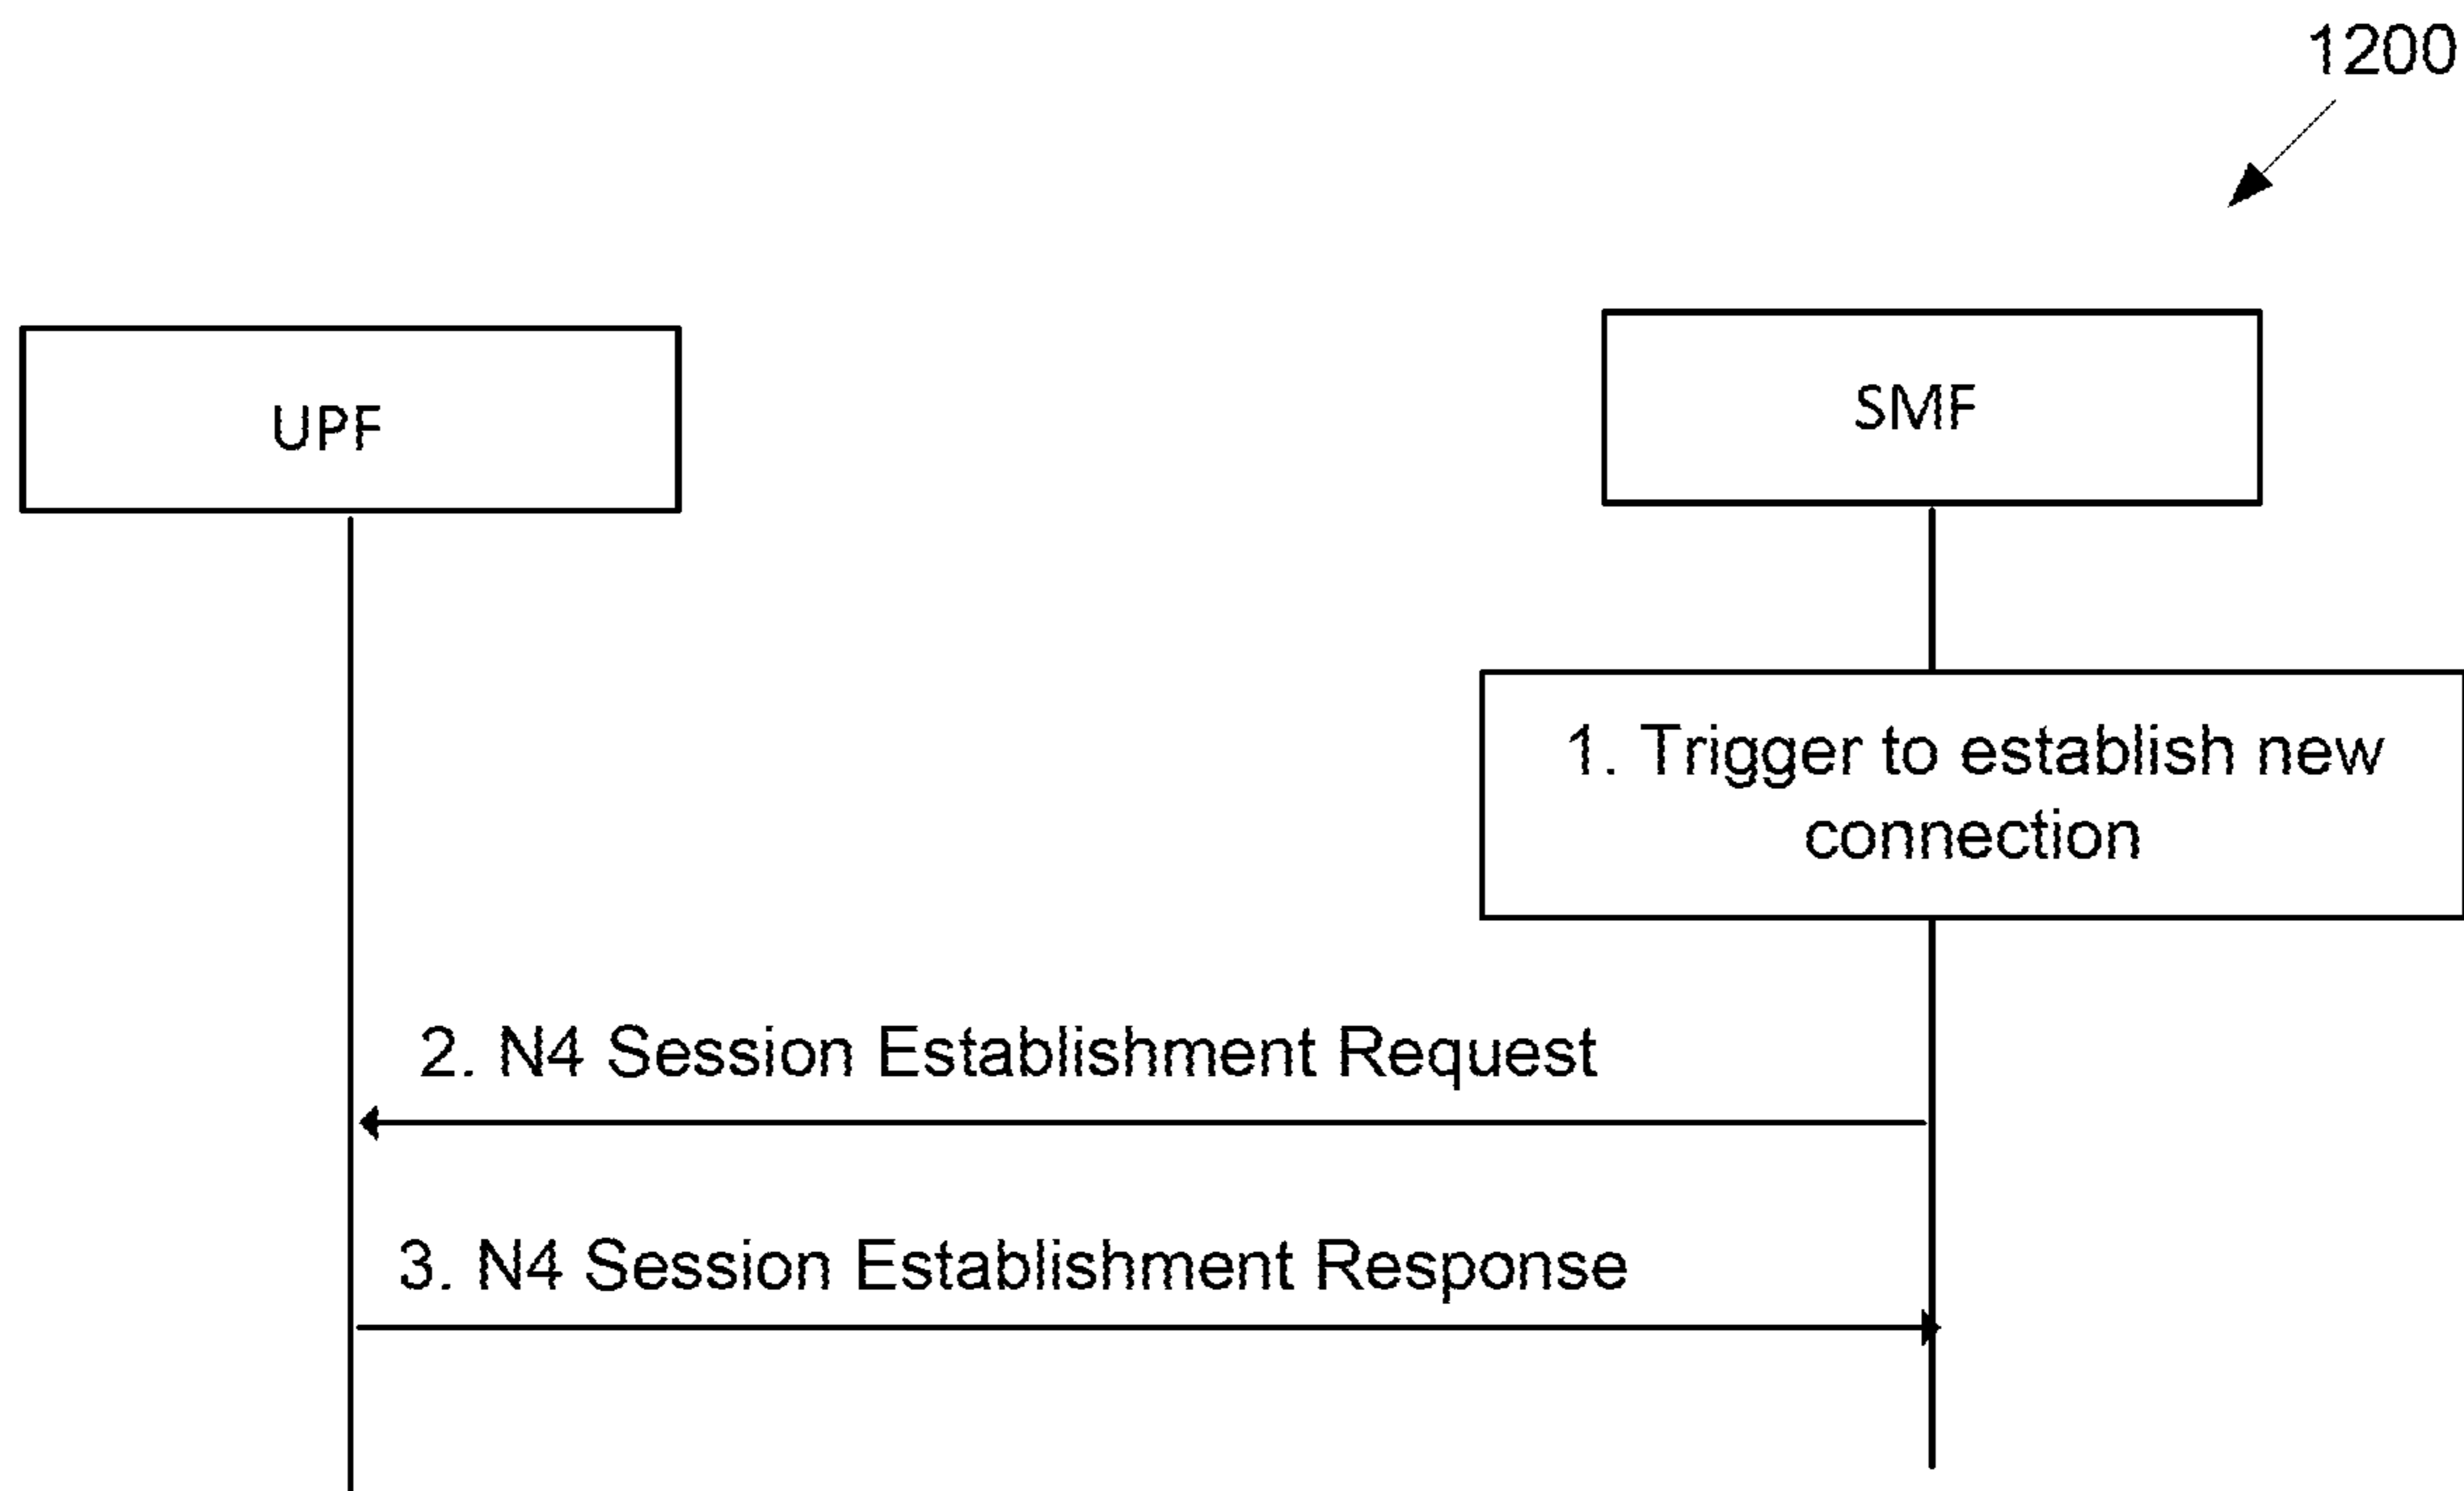 1200
UPF
SMF
1. Trigger to establish new
connection
2. N4 Session Establishment Request
3. N4 Session Establishment Response